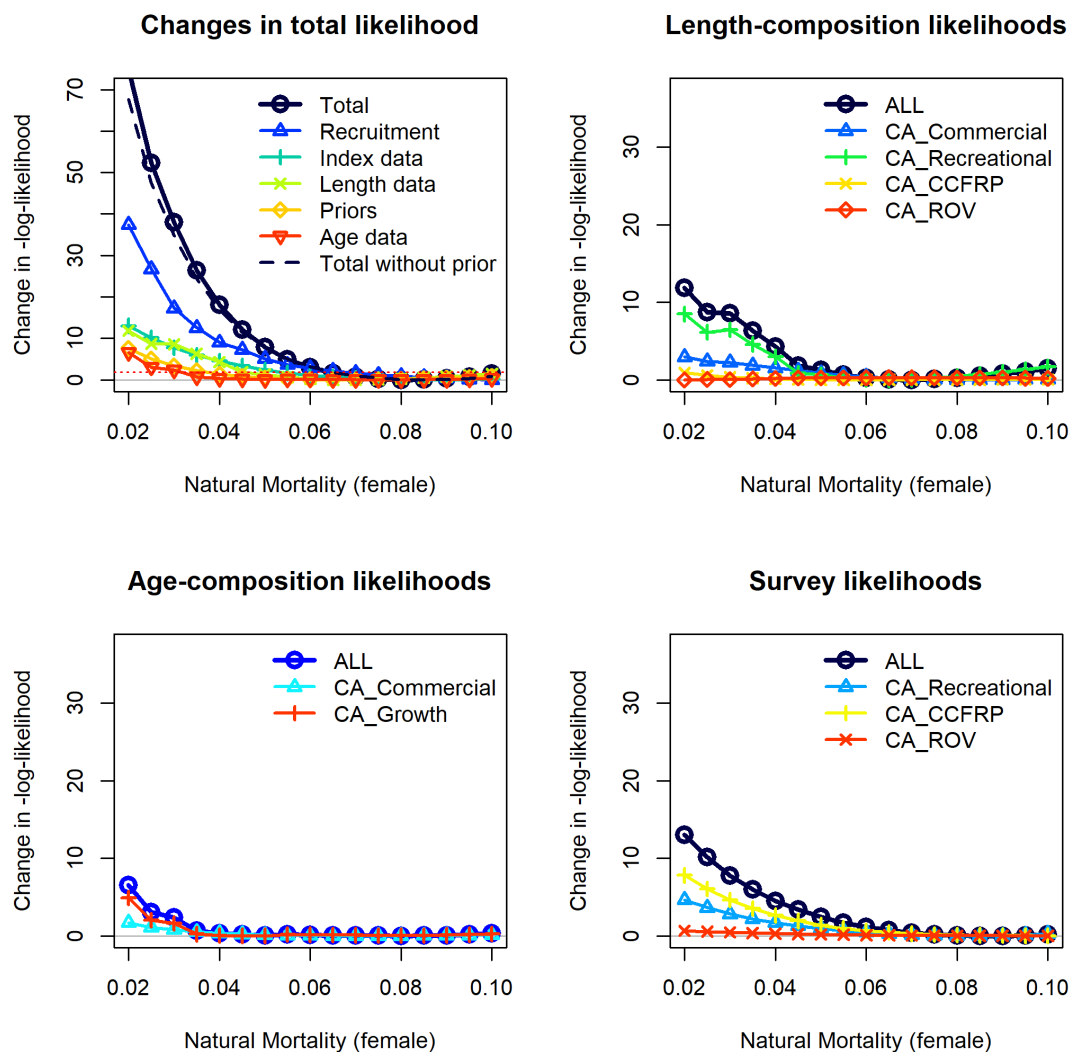 Changes in total likelihood
Change in -log-likelihood
70
50
30
10
0
Total
Recruitment
Index data
Length data
Priors
Age data
Total without prior
0.02 0.04 0.06 0.08 0.10
Natural Mortality (female)
Length-composition likelihoods
Change in -log-likelihood
30
20
10
0
ALL
CA_Commercial
CA_Recreational
CA_CCFRP
CA_ROV
0.02 0.04 0.06 0.08 0.10
Natural Mortality (female)
Age-composition likelihoods
Change in -log-likelihood
30
20
10
0
ALL
CA_Commercial
CA_Growth
0.02 0.04 0.06 0.08 0.10
Natural Mortality (female)
Survey likelihoods
Change in -log-likelihood
30
20
10
0
ALL
CA_Recreational
CA_CCFRP
CA_ROV
0.02 0.04 0.06 0.08 0.10
Natural Mortality (female)